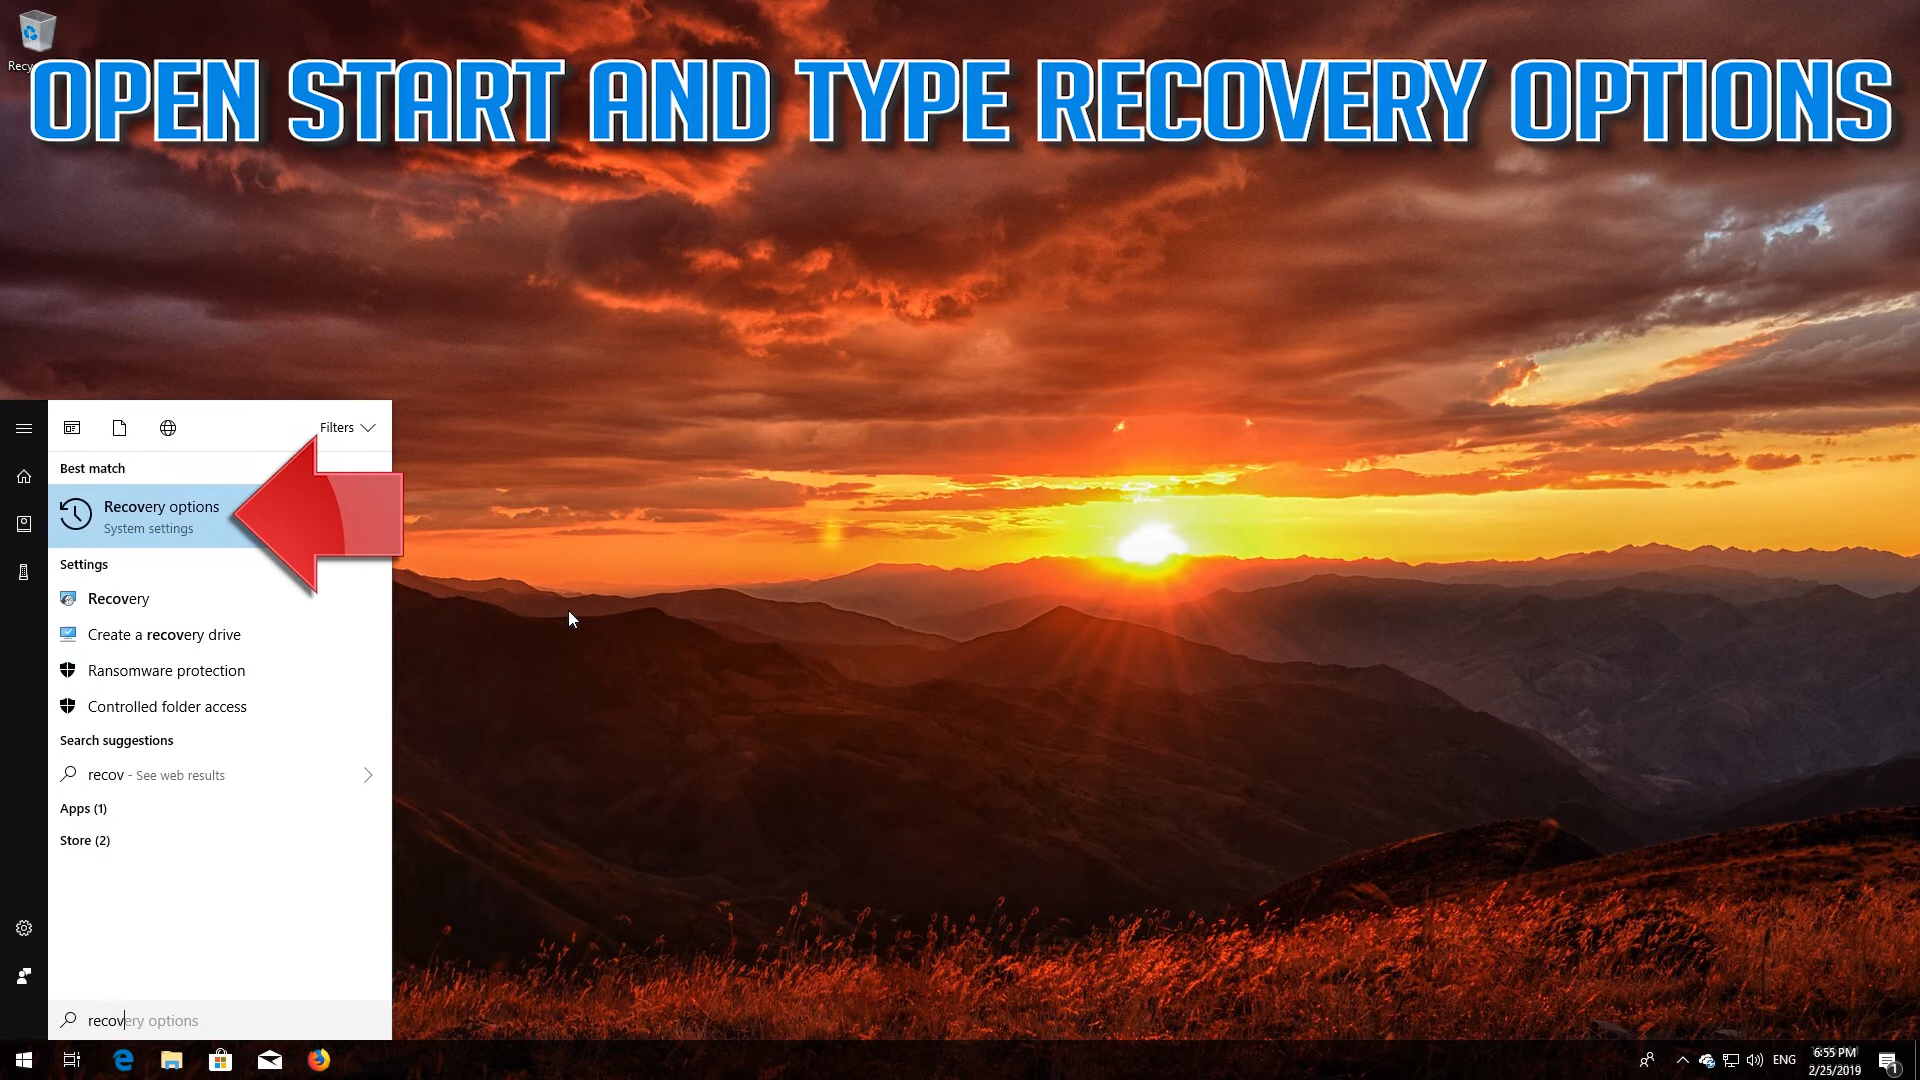 OPEN START AND TYPE RECOVERY OPTIONS
Filters
Best match
Recovery options
System settings
Settings
Recovery
Create a recovery drive
Ransomware protection
Controlled folder access
Search suggestions
recov - See web results
Apps (1)
Store (2)
recovery options
ENG
6:55 PM
2/25/2019
1